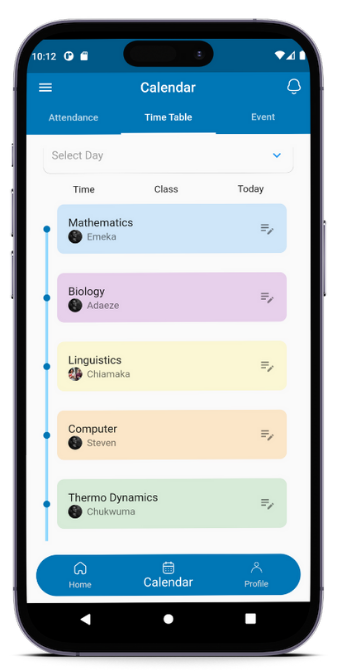 10:12
Calendar
Attendance Time Table Event
Select Day
Time Class Today
Mathematics
Emeka
Biology
Adaeze
Linguistics
Chiamaka
Computer
Steven
Thermo Dynamics
Chukwuma
Home Calendar Profile